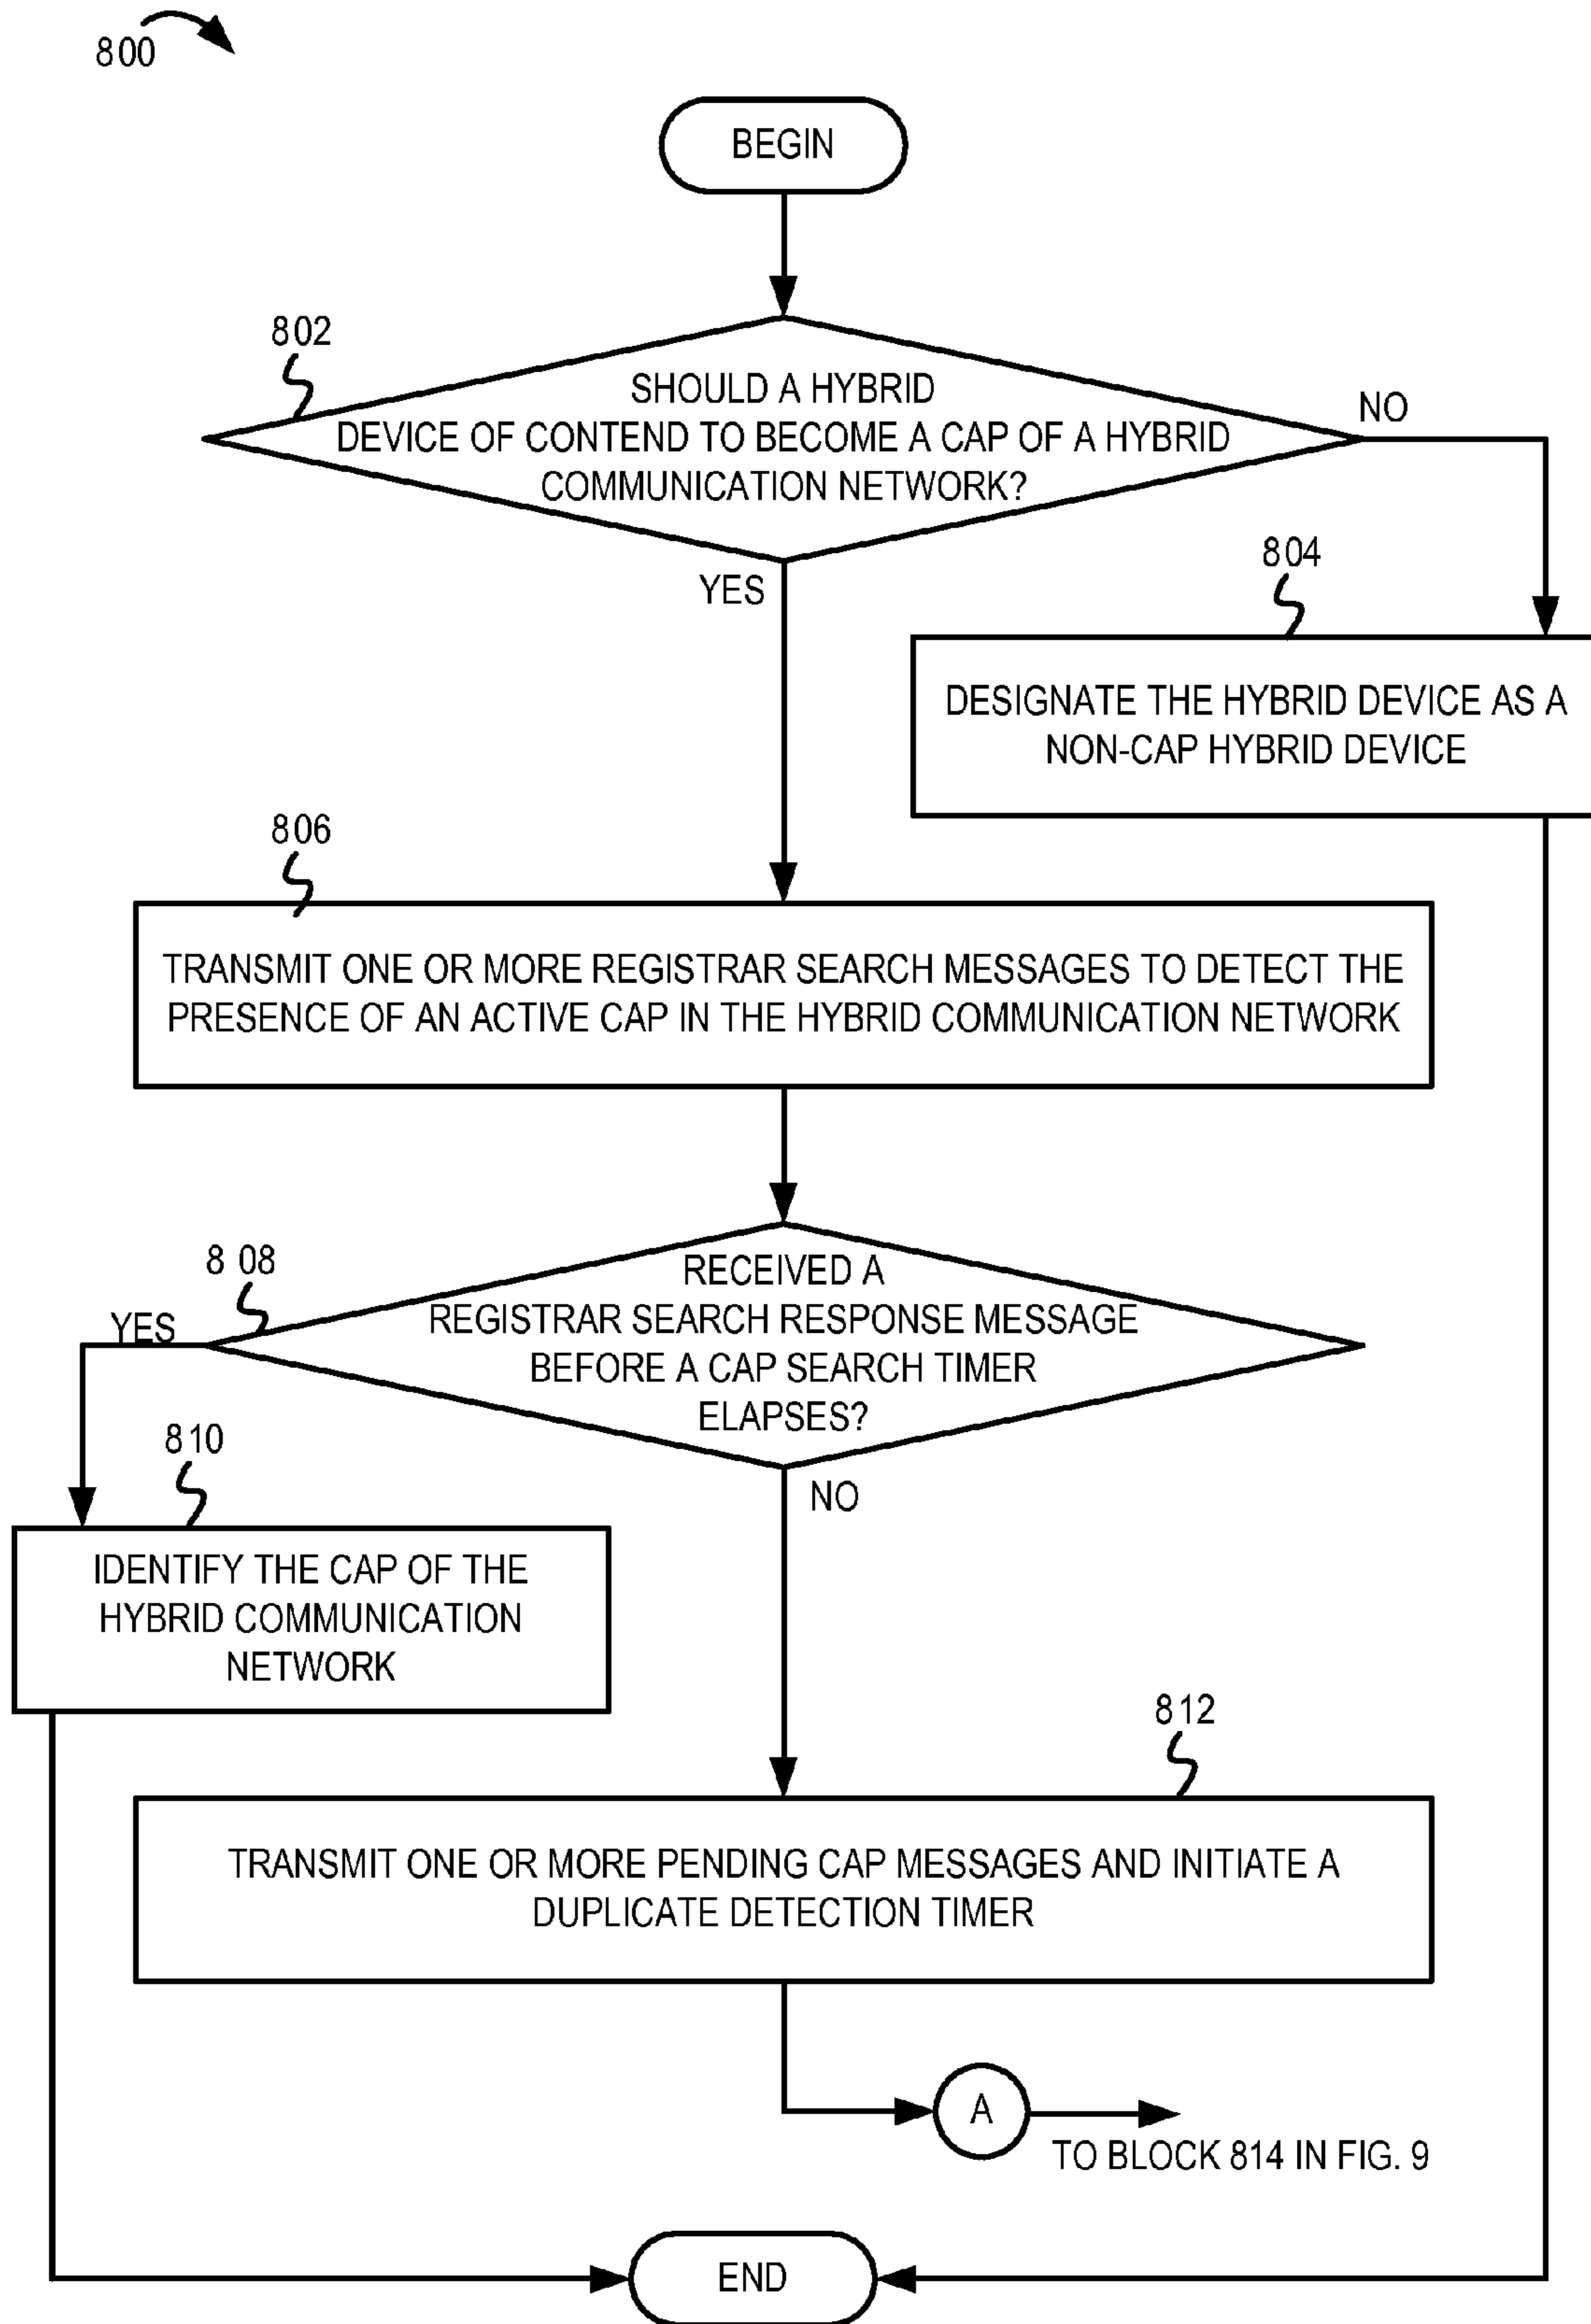 800
BEGIN
802
SHOULD A HYBRID
DEVICE OF CONTEND TO BECOME A CAP OF A HYBRID
COMMUNICATION NETWORK?
NO
YES
804
DESIGNATE THE HYBRID DEVICE AS A
NON-CAP HYBRID DEVICE
806
TRANSMIT ONE OR MORE REGISTRAR SEARCH MESSAGES TO DETECT THE
PRESENCE OF AN ACTIVE CAP IN THE HYBRID COMMUNICATION NETWORK
8 08
RECEIVED A
REGISTRAR SEARCH RESPONSE MESSAGE
BEFORE A CAP SEARCH TIMER
ELAPSES?
YES
NO
810
IDENTIFY THE CAP OF THE
HYBRID COMMUNICATION
NETWORK
812
TRANSMIT ONE OR MORE PENDING CAP MESSAGES AND INITIATE A
DUPLICATE DETECTION TIMER
A
TO BLOCK 814 IN FIG. 9
END